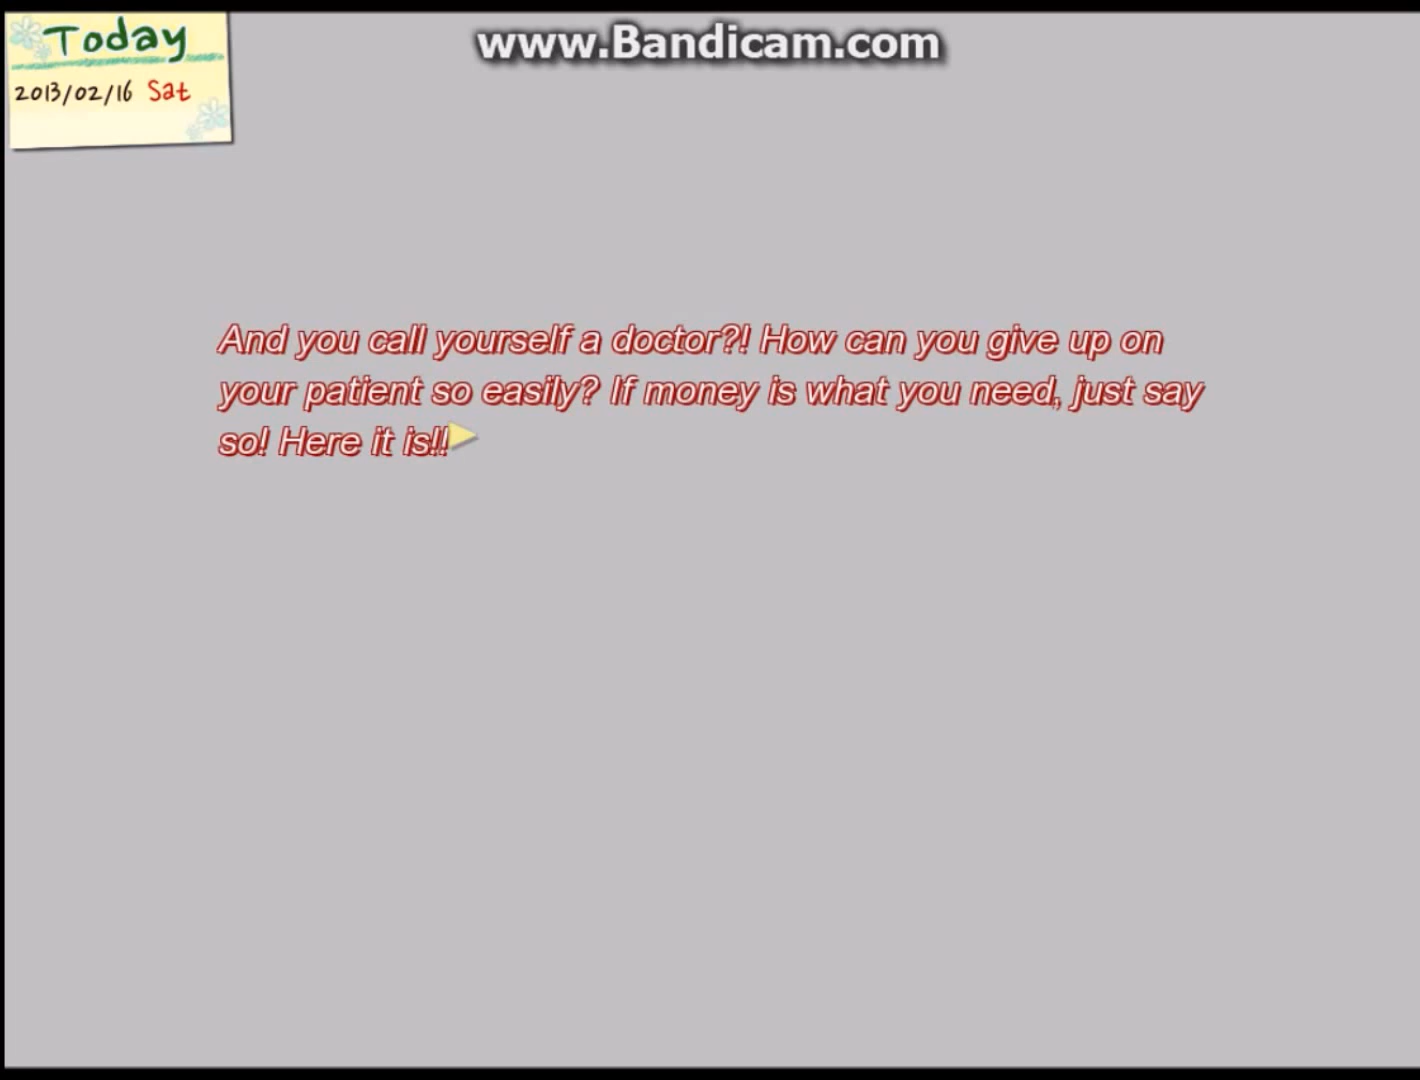 Today
2013/02/16 Sat
www.Bandicam.com
And you call yourself a doctor?! How can you give up on
your patient so easily? If money is what you need, just say
so! Here it is!!